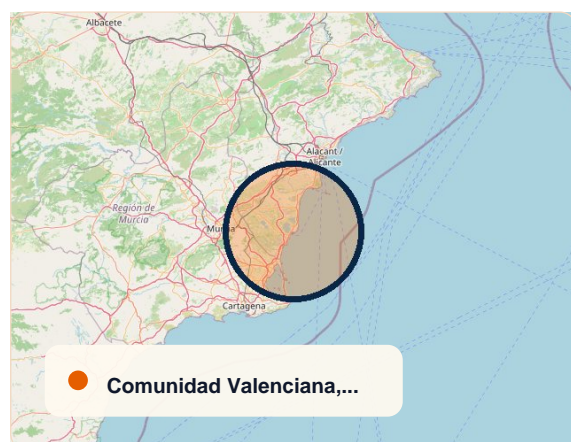 Albacete
Alacant /
Alicante
Región de
Murcia
Murcia
Cartagena
Comunidad Valenciana,...